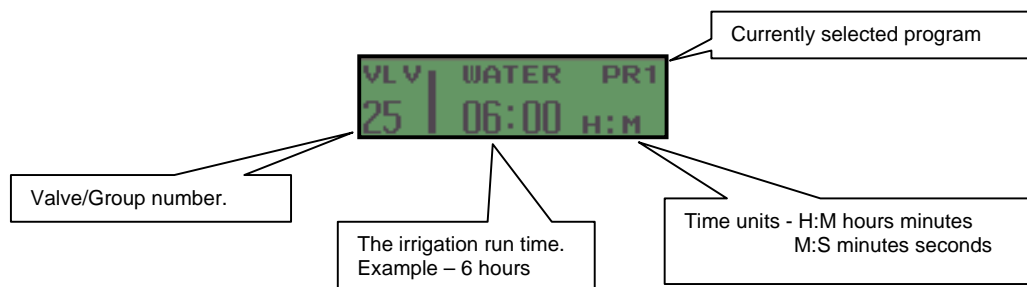 Currently selected program
VLV WATER PR1
25 06:00 H:M
Valve/Group number.
The irrigation run time.
Example – 6 hours
Time units - H:M hours minutes
M:S minutes seconds